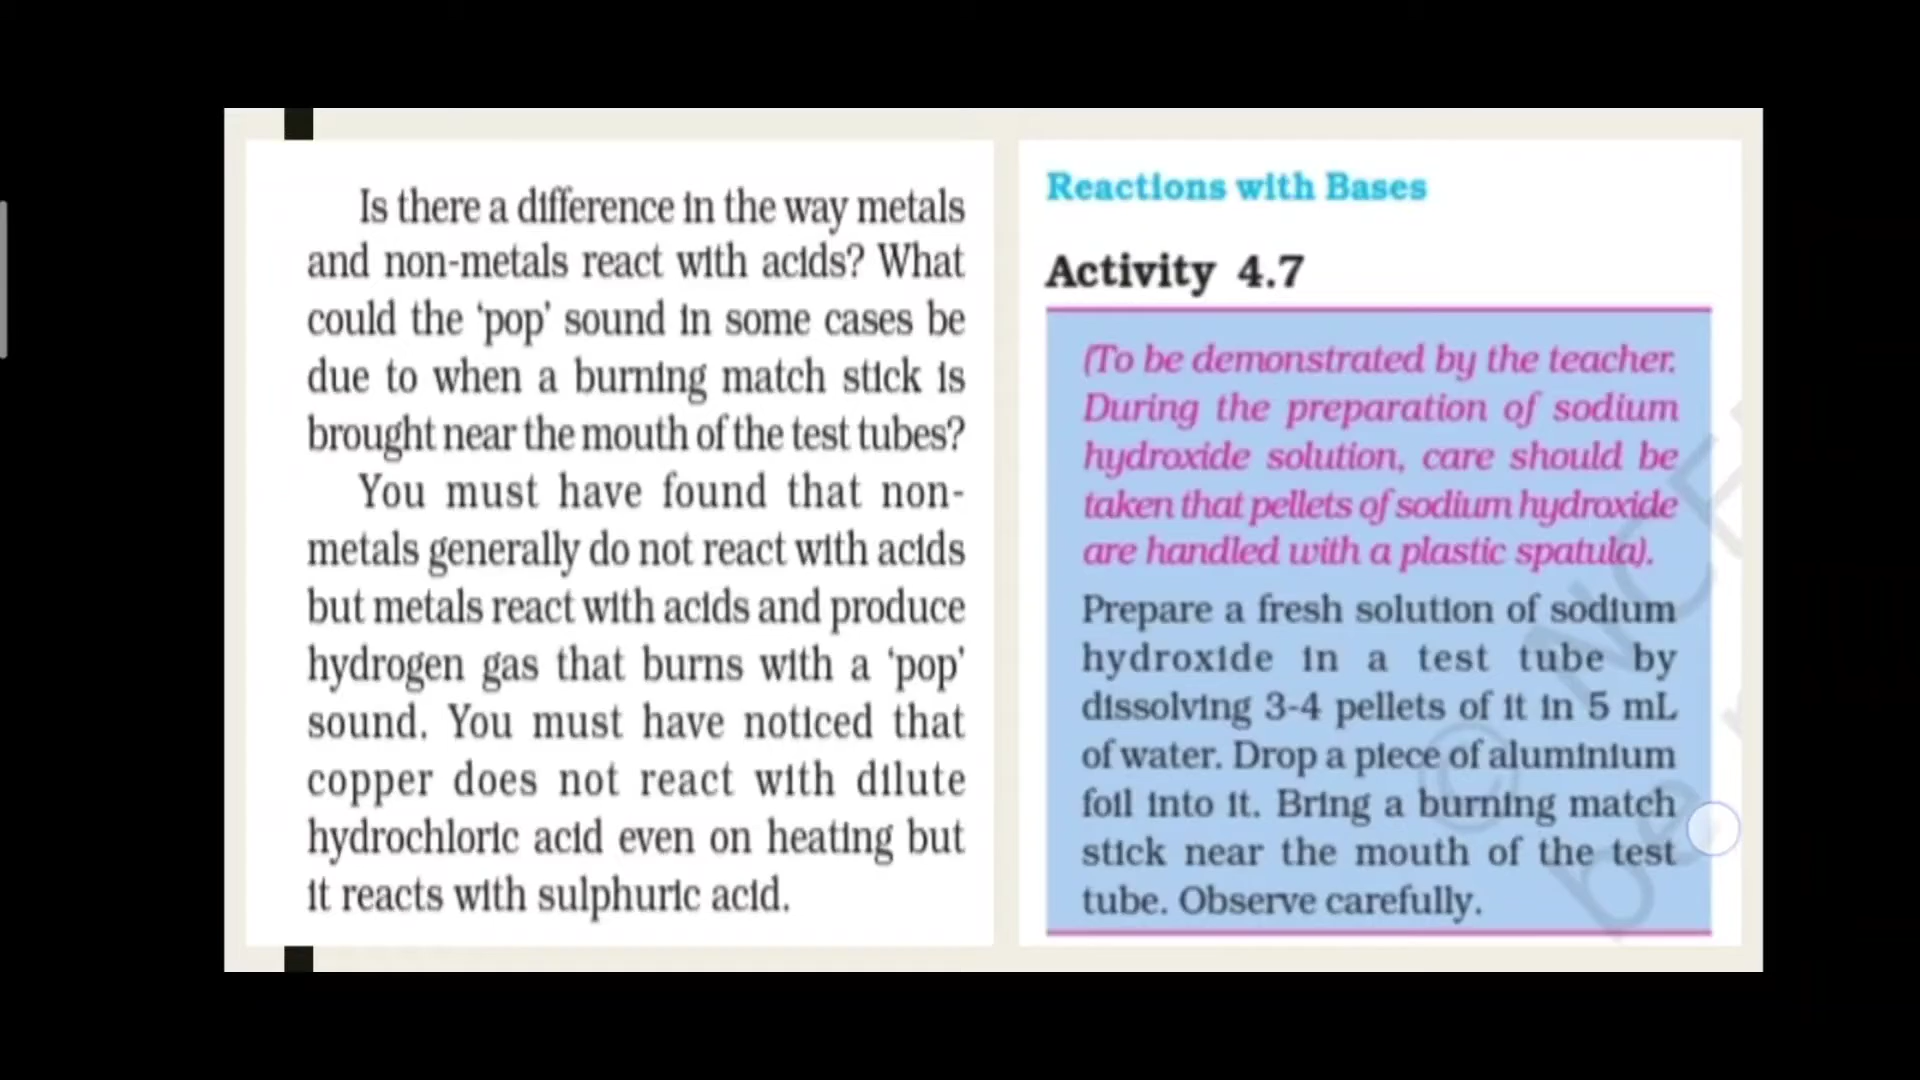 Is there a difference in the way metals
and non-metals react with acids? What
could the ‘pop’ sound in some cases be
due to when a burning match stick is
brought near the mouth of the test tubes?
You must have found that non-
metals generally do not react with acids
but metals react with acids and produce
hydrogen gas that burns with a ‘pop’
sound. You must have noticed that
copper does not react with dilute
hydrochloric acid even on heating but
it reacts with sulphuric acid.
Reactions with Bases
Activity 4.7
(To be demonstrated by the teacher.
During the preparation of sodium
hydroxide solution, care should be
taken that pellets of sodium hydroxide
are handled with a plastic spatula).
Prepare a fresh solution of sodium
hydroxide in a test tube by
dissolving 3-4 pellets of it in 5 mL
of water. Drop a piece of aluminium
foil into it. Bring a burning match
stick near the mouth of the test
tube. Observe carefully.